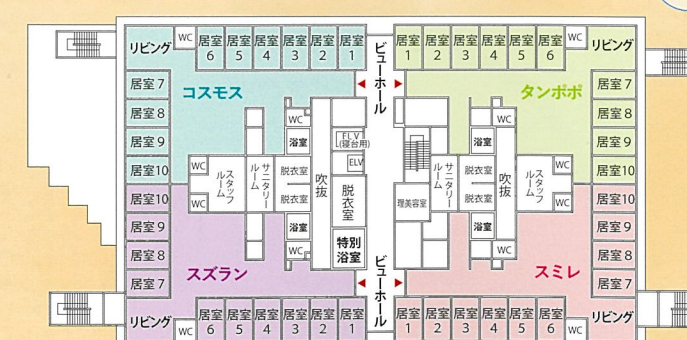 リビング
WC
居室6
居室5
居室4
居室3
居室2
居室1
ビューホール
居室1
居室2
居室3
居室4
居室5
居室6
WC
リビング
居室7
コスモス
タンポポ
居室7
居室8
居室8
WC
FLV
(寝台用)
WC
居室9
浴室
ELV
浴室
居室9
居室10
WC
スタッフルーム
サニタリールーム
脱衣室
吹抜
脱衣室
サニタリールーム
脱衣室
吹抜
スタッフルーム
WC
居室10
居室10
WC
脱衣室
理美容室
脱衣室
WC
居室10
居室9
浴室
浴室
居室9
居室8
WC
特別浴室
WC
居室8
スズラン
ビューホール
スミレ
居室7
居室7
リビング
WC
居室6
居室5
居室4
居室3
居室2
居室1
居室1
居室2
居室3
居室4
居室5
居室6
WC
リビング